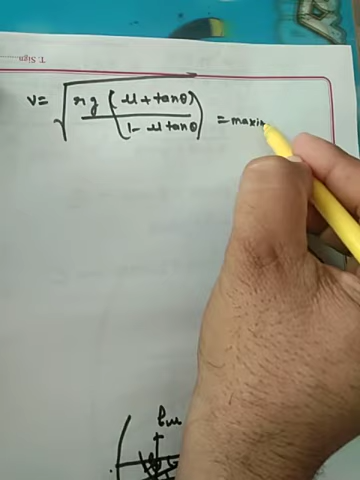 T. Sign
v = √(rg (μ + tanθ) / (1 - μ tanθ)) = maxi